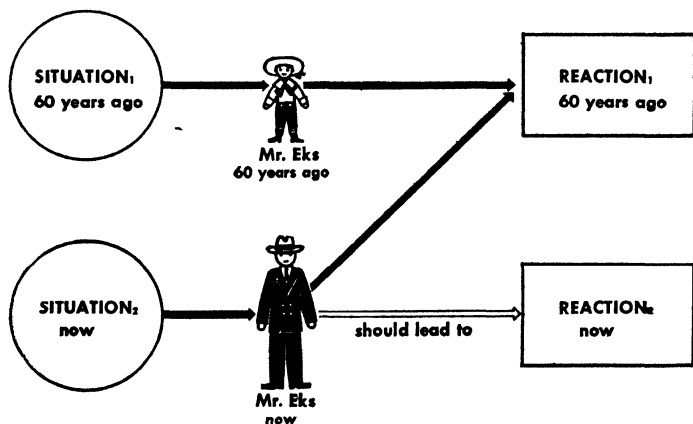 SITUATION₁
60 years ago
Mr. Eks
60 years ago
REACTION₁
60 years ago
SITUATION₂
now
Mr. Eks
now
should lead to
REACTION₂
now